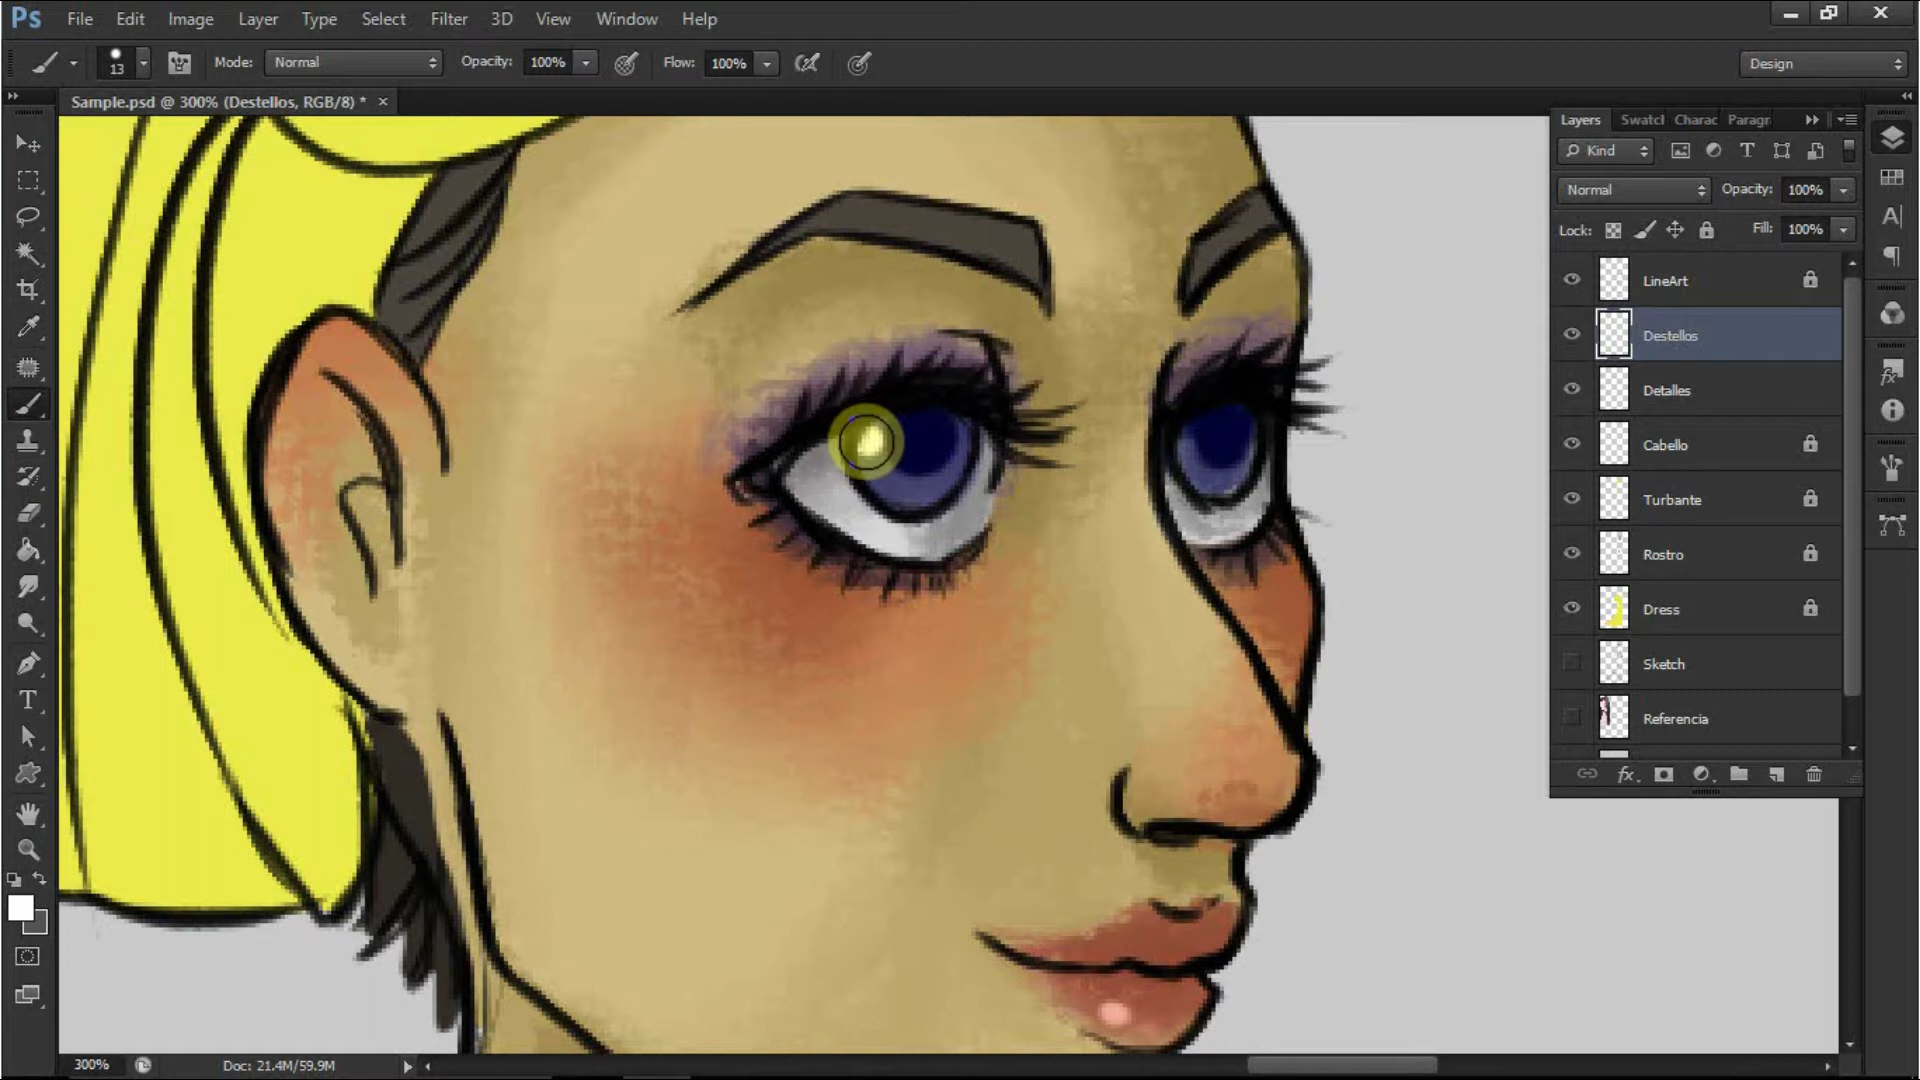 Ps File Edit Image Layer Type Select Filter 3D View Window Help
13 Mode: Normal Opacity: 100% Flow: 100% Design
Sample.psd @ 300% (Destellos, RGB/8) *
Layers Swatch Charac Paragr
Kind
Normal Opacity: 100%
Lock: Fill: 100%
LineArt
Destellos
Detalles
Cabello
Turbante
Rostro
Dress
Sketch
Referencia
fx
300% Doc: 21.4M/59.9M